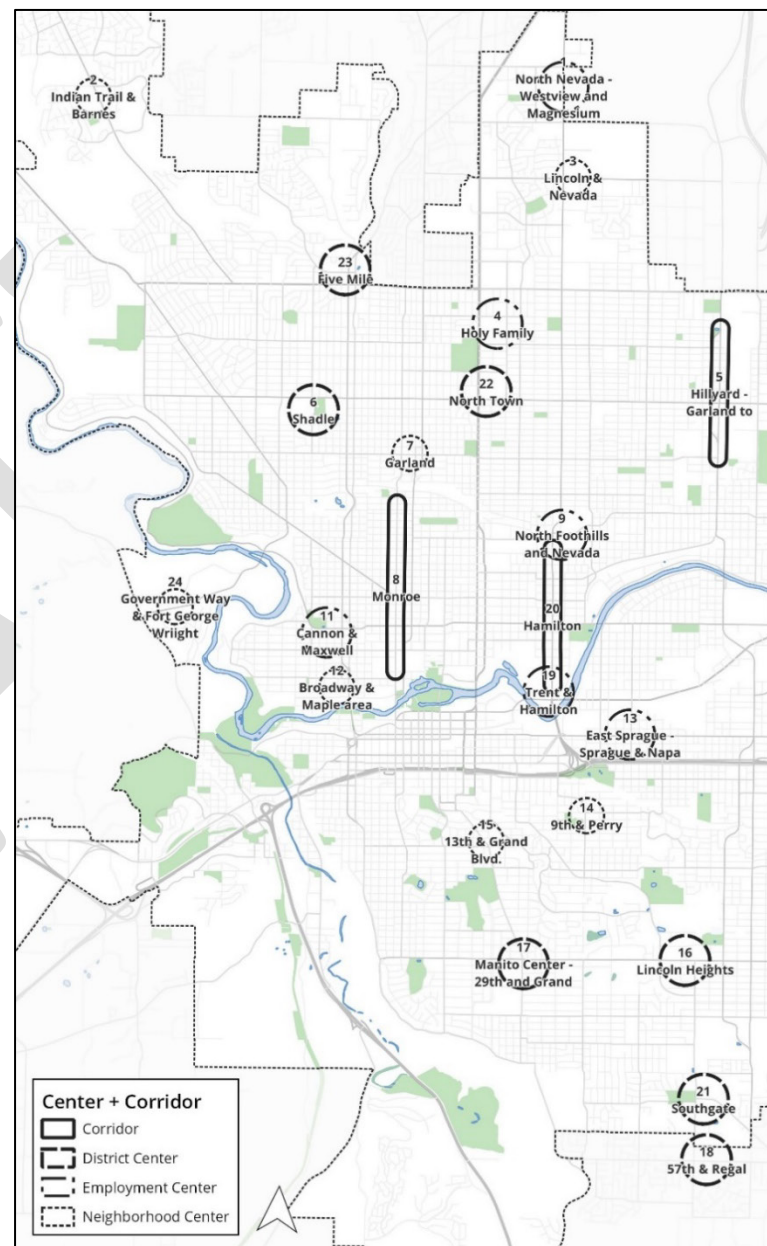 1
North Nevada -
Westview and
Magnesium
2
Indian Trail &
Barnes
3
Lincoln &
Nevada
23
Five Mile
4
Holy Family
22
North Town
5
Hillyard -
Garland to
6
Shadle
7
Garland
9
North Foothills
and Nevada
8
Monroe
24
Government Way
& Fort George
Wriight
20
Hamilton
11
Cannon &
Maxwell
12
Broadway &
Maple area
19
Trent &
Hamilton
13
East Sprague -
Sprague & Napa
14
9th & Perry
15
13th & Grand
Blvd.
17
Manito Center -
29th and Grand
16
Lincoln Heights
21
Southgate
18
57th & Regal
Center + Corridor
Corridor
District Center
Employment Center
Neighborhood Center